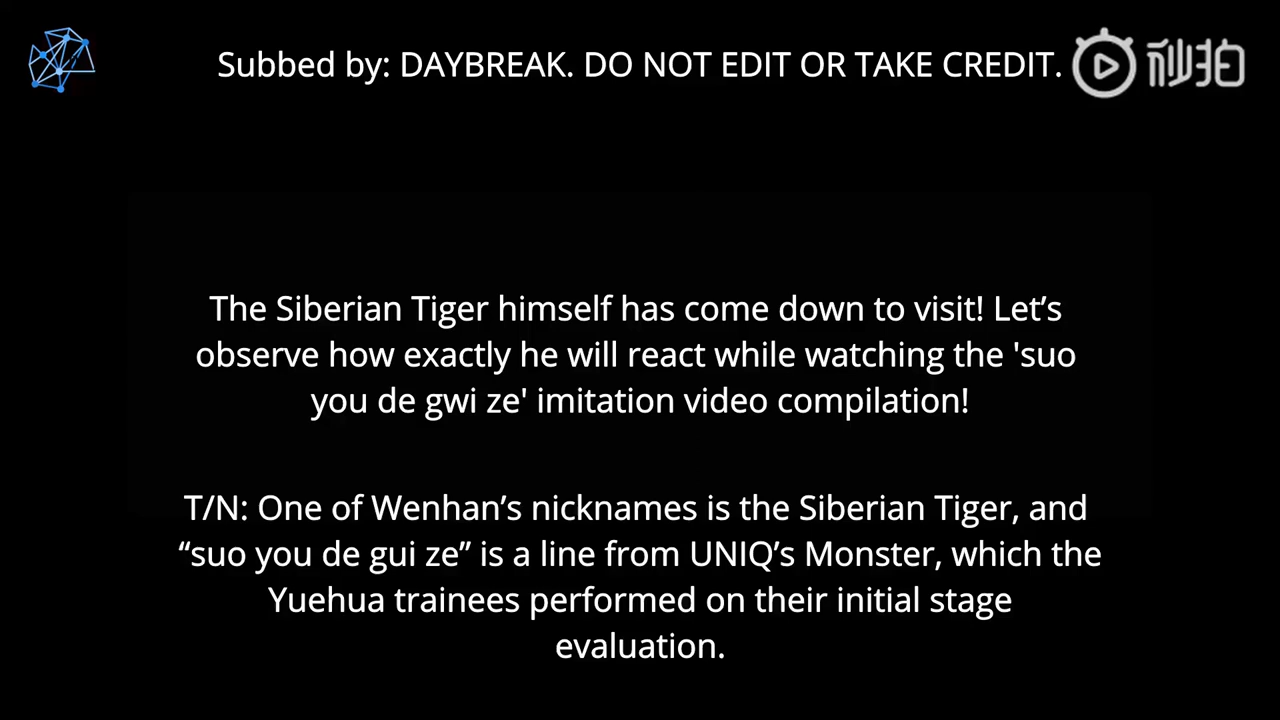 Subbed by: DAYBREAK. DO NOT EDIT OR TAKE CREDIT.
秒拍
The Siberian Tiger himself has come down to visit! Let’s
observe how exactly he will react while watching the 'suo
you de gwi ze' imitation video compilation!
T/N: One of Wenhan’s nicknames is the Siberian Tiger, and
“suo you de gui ze” is a line from UNIQ’s Monster, which the
Yuehua trainees performed on their initial stage
evaluation.